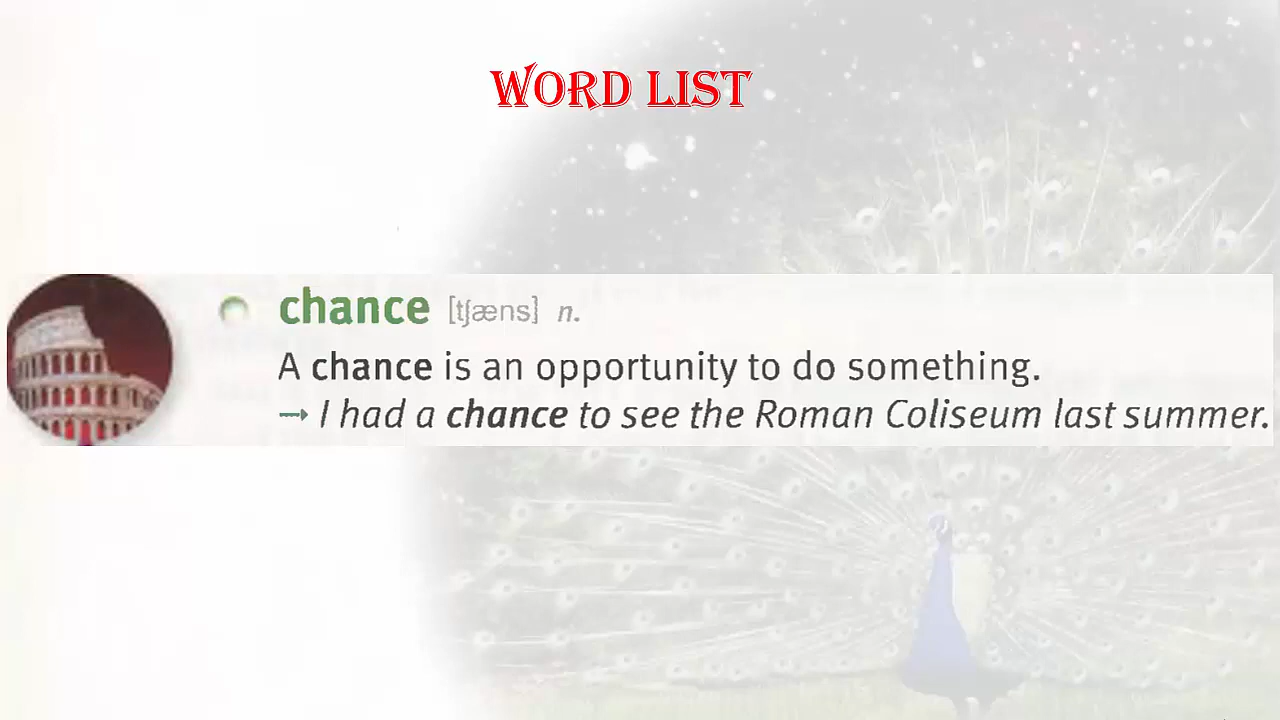 WORD LIST
chance [tʃæns] n.
A chance is an opportunity to do something.
→ I had a chance to see the Roman Coliseum last summer.